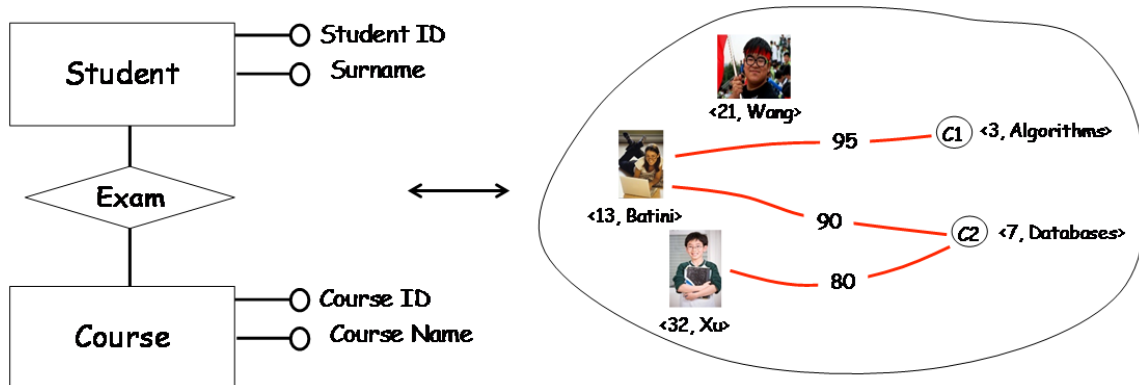 Student
Student ID
Surname
Exam
Course
Course ID
Course Name
<21, Wang>
95
C1
<3, Algorithms>
<13, Batini>
90
C2
<7, Databases>
80
<32, Xu>